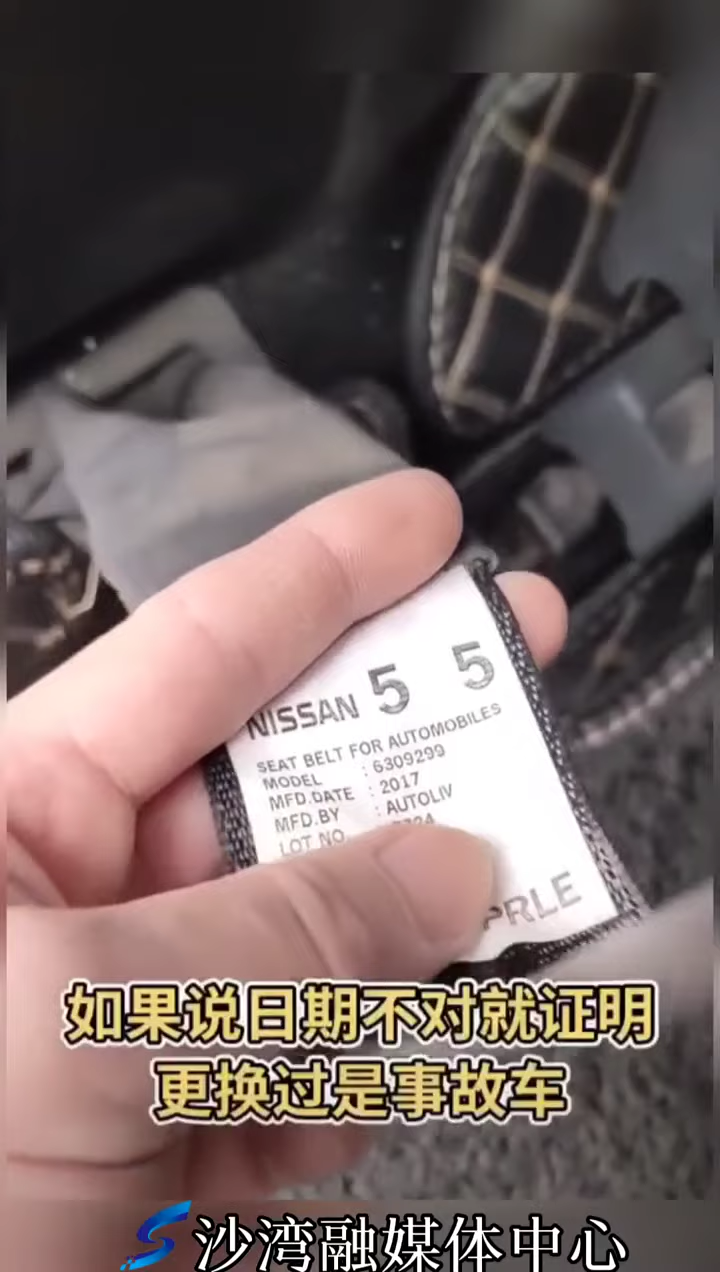 NISSAN 5 5
SEAT BELT FOR AUTOMOBILES
MODEL : 6309299
MFD.DATE : 2017
MFD.BY : AUTOLIV
LOT NO
PRLE
如果说日期不对就证明
更换过是事故车
沙湾融媒体中心